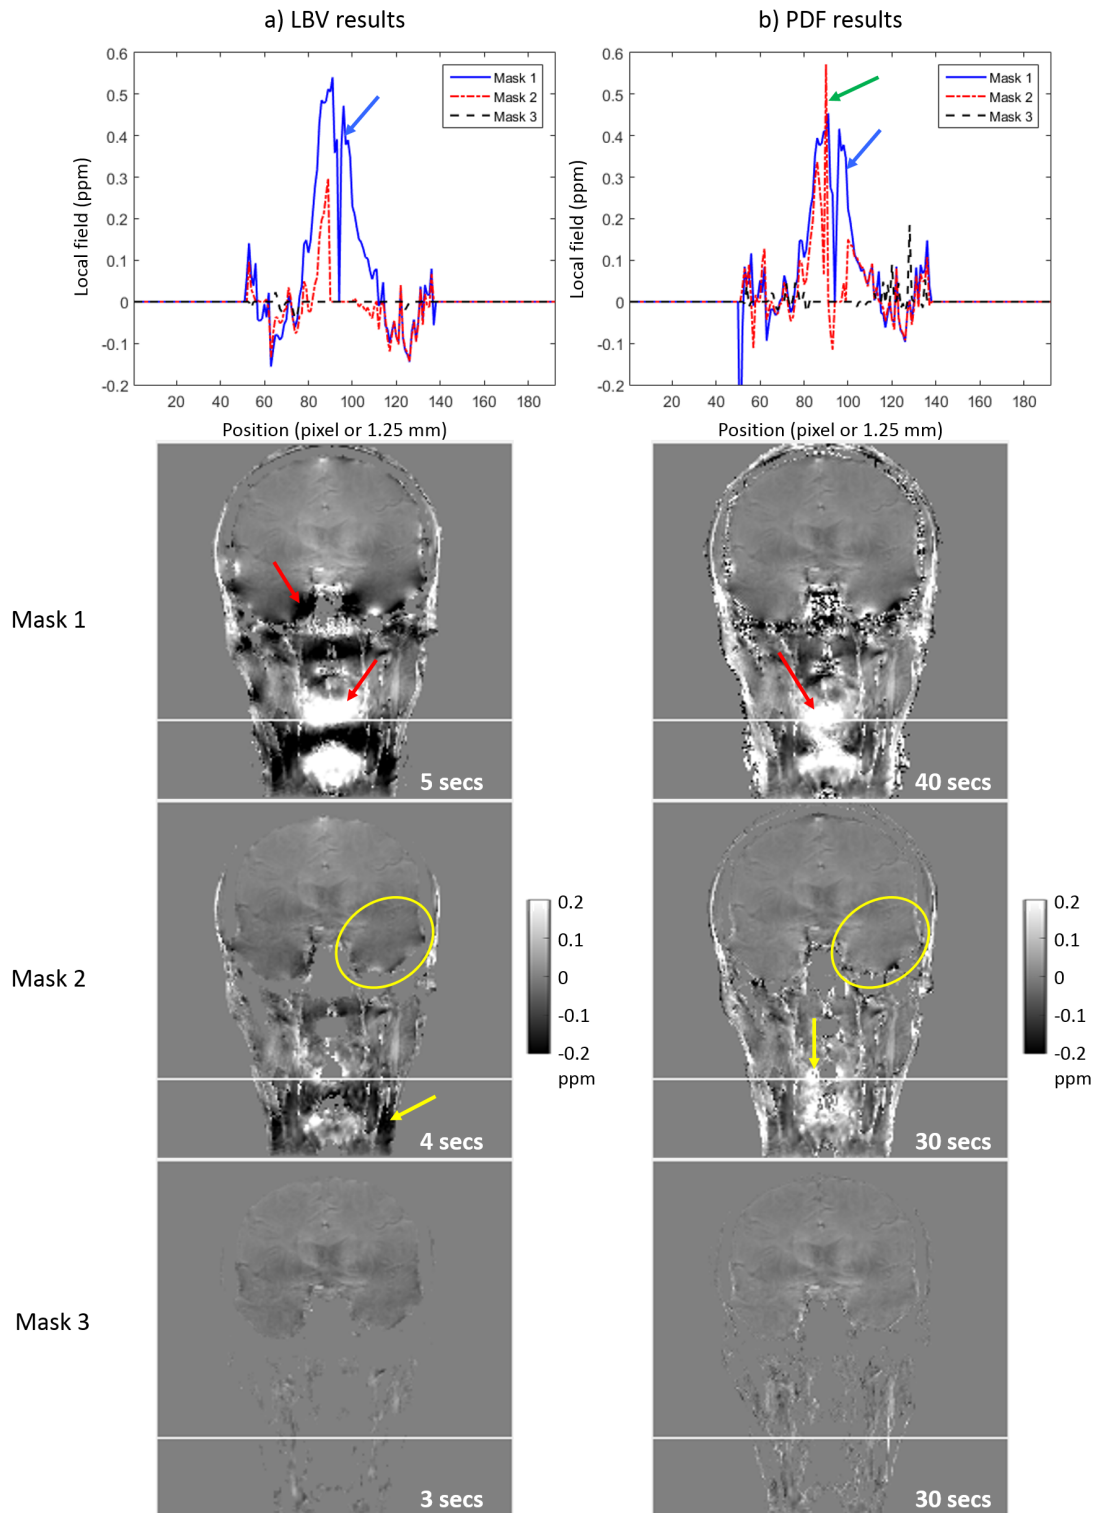 a) LBV results
b) PDF results
0.6
0.5
0.4
0.3
0.2
0.1
0
-0.1
-0.2
Local field (ppm)
Mask 1
Mask 2
Mask 3
20 40 60 80 100 120 140 160 180
Position (pixel or 1.25 mm)
0.6
0.5
0.4
0.3
0.2
0.1
0
-0.1
-0.2
Local field (ppm)
Mask 1
Mask 2
Mask 3
20 40 60 80 100 120 140 160 180
Position (pixel or 1.25 mm)
Mask 1
5 secs
40 secs
Mask 2
4 secs
0.2
0.1
0
-0.1
-0.2
ppm
30 secs
0.2
0.1
0
-0.1
-0.2
ppm
Mask 3
3 secs
30 secs